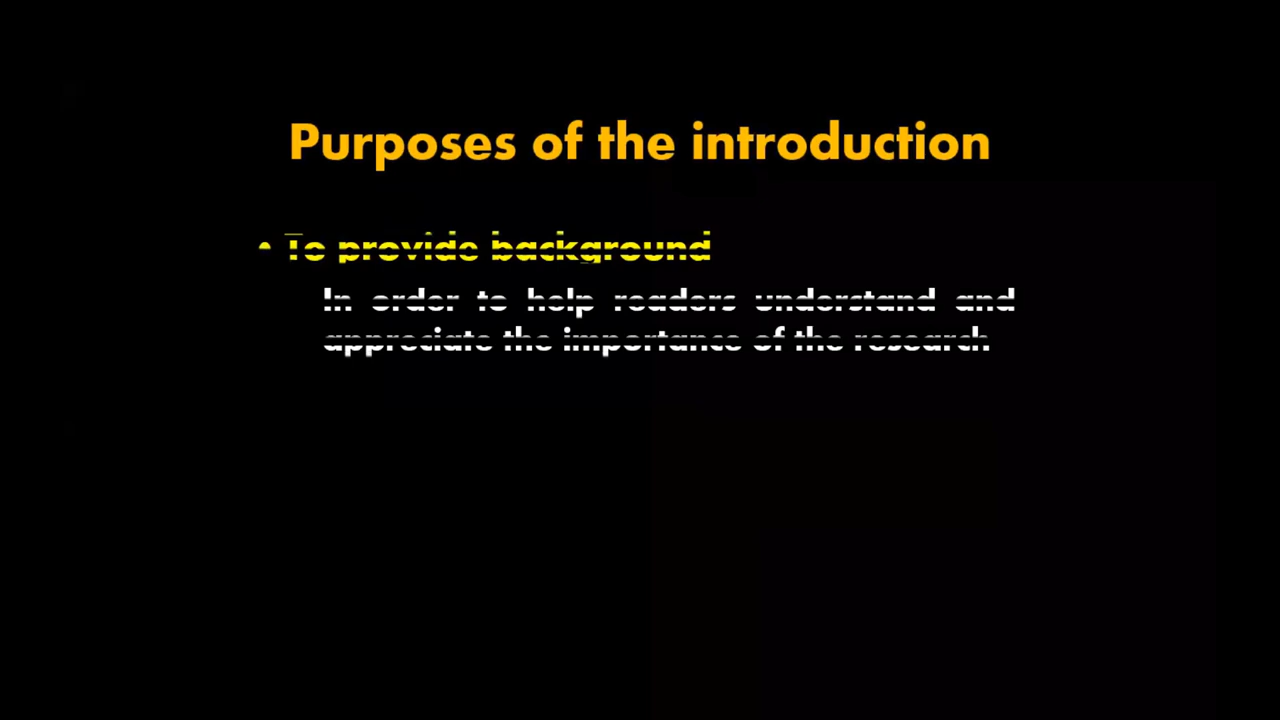 Purposes of the introduction
• To provide background
In order to help readers understand and
appreciate the importance of the research